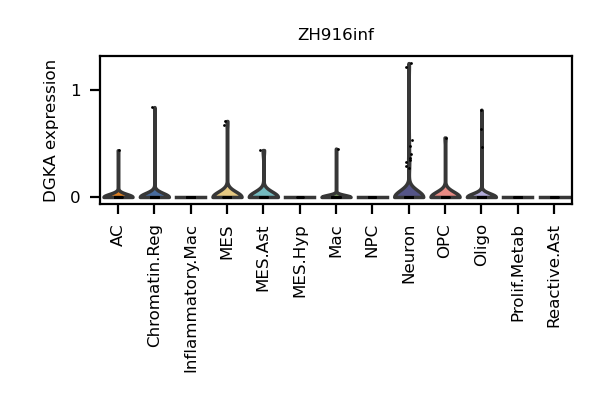 ZH916inf
DGKA expression
1
0
AC
Chromatin.Reg
Inflammatory.Mac
MES
MES.Ast
MES.Hyp
Mac
NPC
Neuron
OPC
Oligo
Prolif.Metab
Reactive.Ast